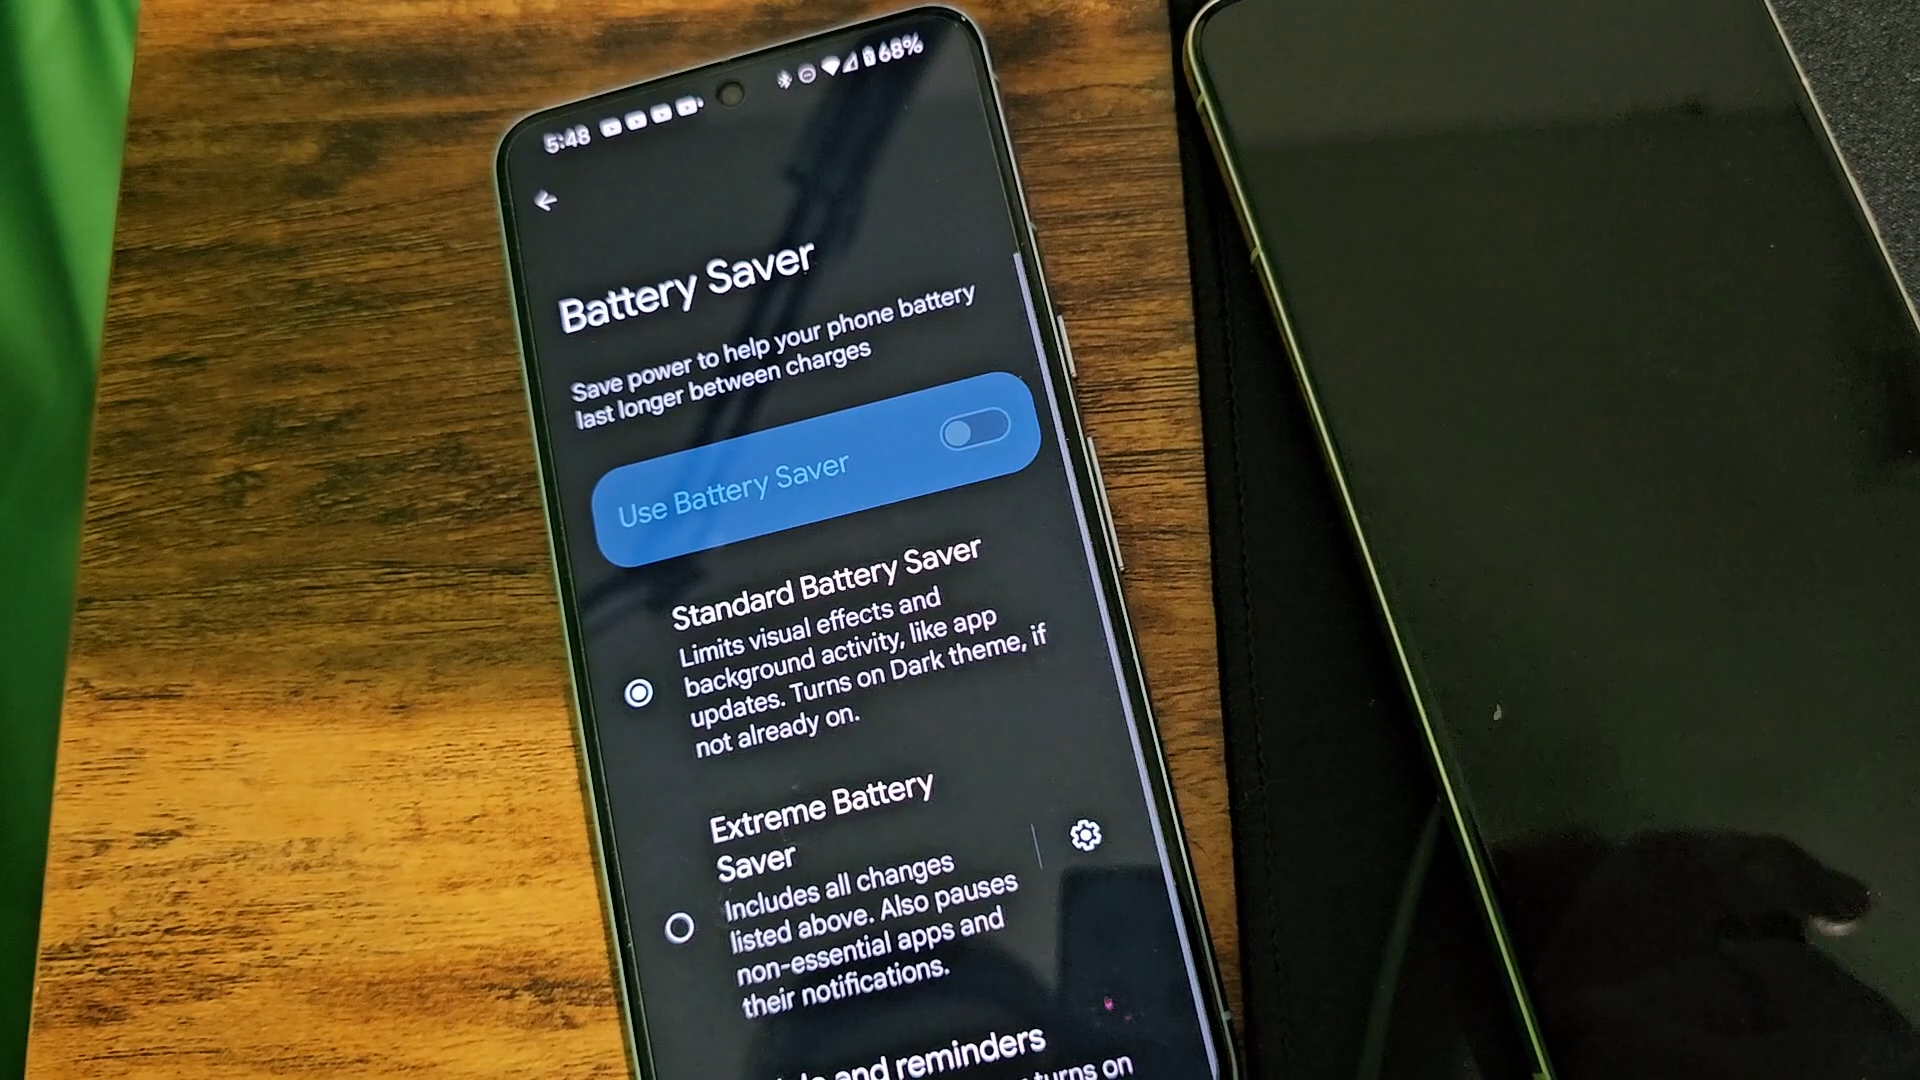 5:48
68%
Battery Saver
Save power to help your phone battery
last longer between charges
Use Battery Saver
Standard Battery Saver
Limits visual effects and
background activity, like app
updates. Turns on Dark theme, if
not already on.
Extreme Battery
Saver
Includes all changes
listed above. Also pauses
non-essential apps and
their notifications.
and reminders
turns on